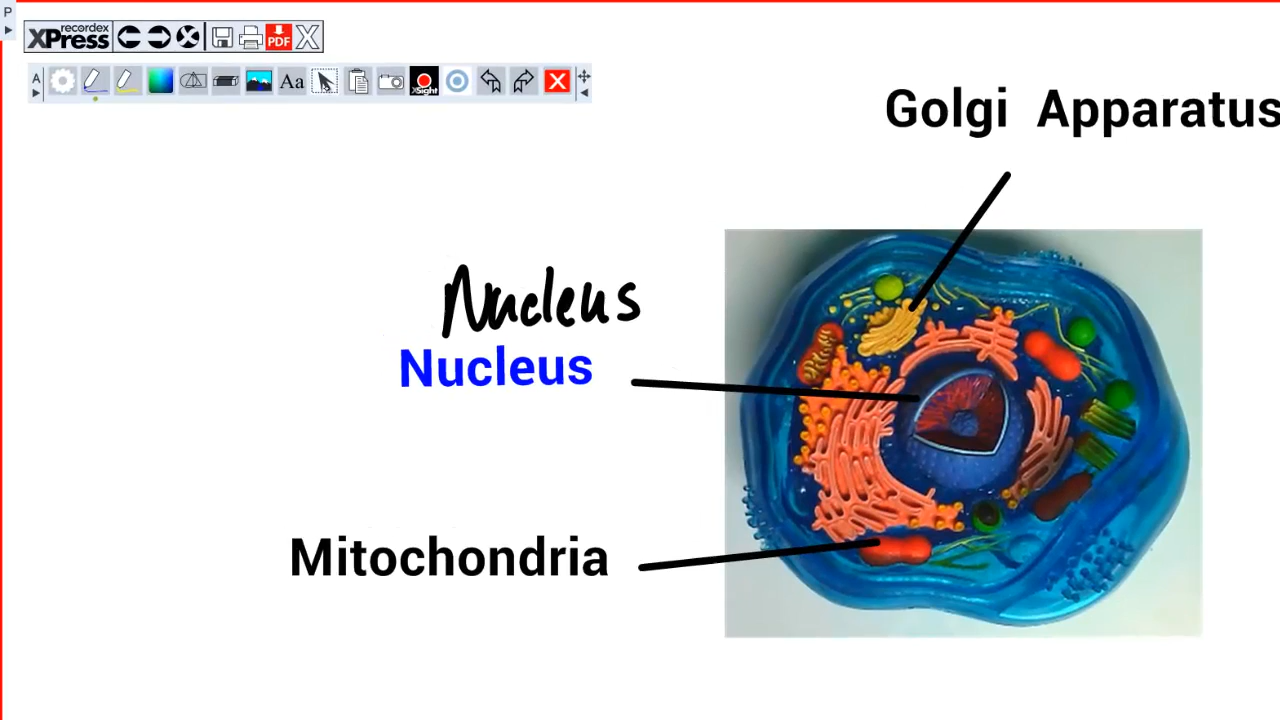 P
recordex
XPress
PDF
X
A
Aa
XSight
Golgi Apparatus
Nucleus
Nucleus
Mitochondria